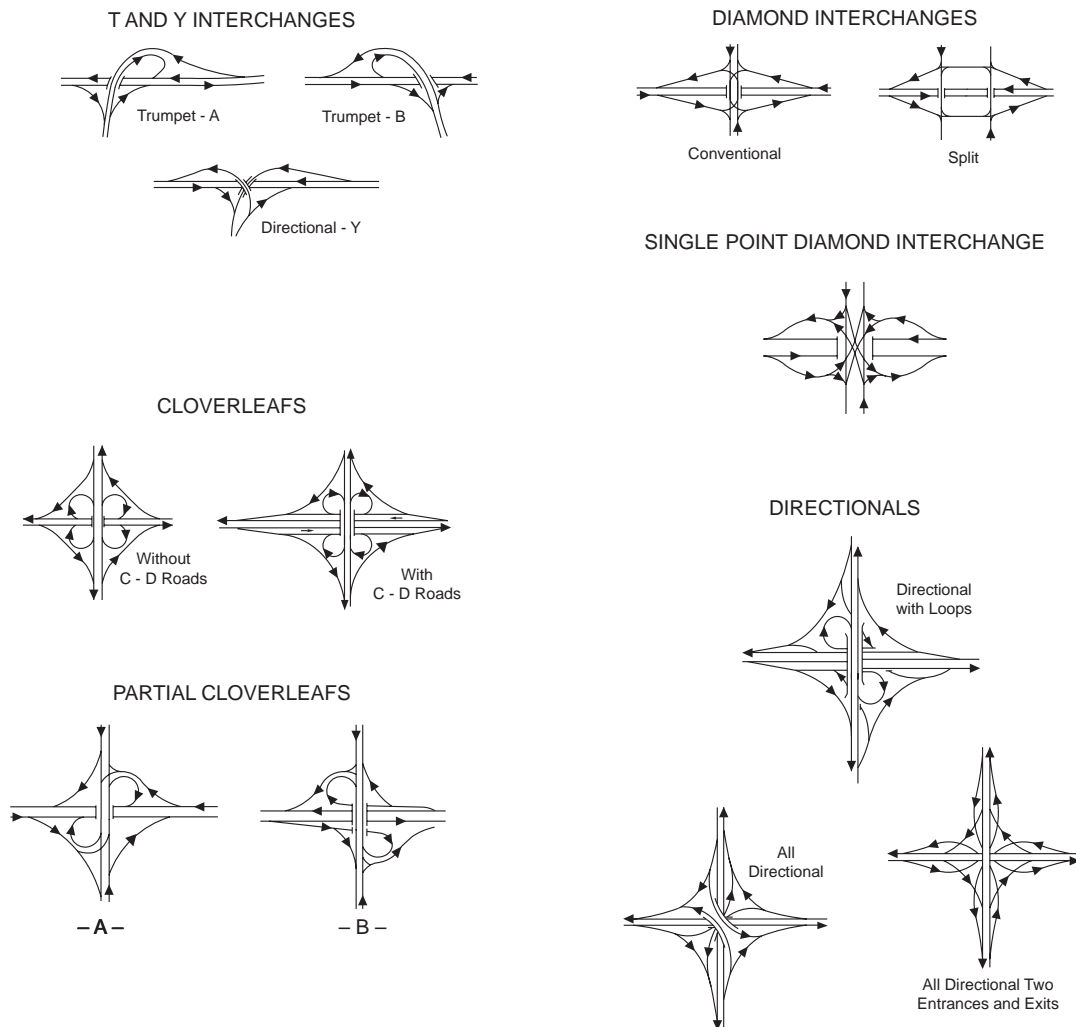 T AND Y INTERCHANGES
Trumpet - A
Trumpet - B
Directional - Y
DIAMOND INTERCHANGES
Conventional
Split
SINGLE POINT DIAMOND INTERCHANGE
CLOVERLEAFS
Without
C - D Roads
With
C - D Roads
DIRECTIONALS
Directional
with Loops
All
Directional
All Directional Two
Entrances and Exits
PARTIAL CLOVERLEAFS
– A –
– B –